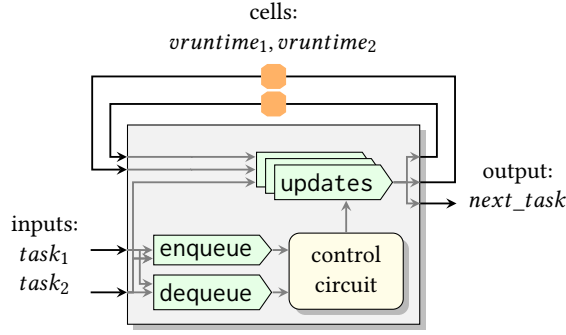 cells:
vruntime₁, vruntime₂
updates
output:
next_task
inputs:
task₁
task₂
enqueue
dequeue
control
circuit